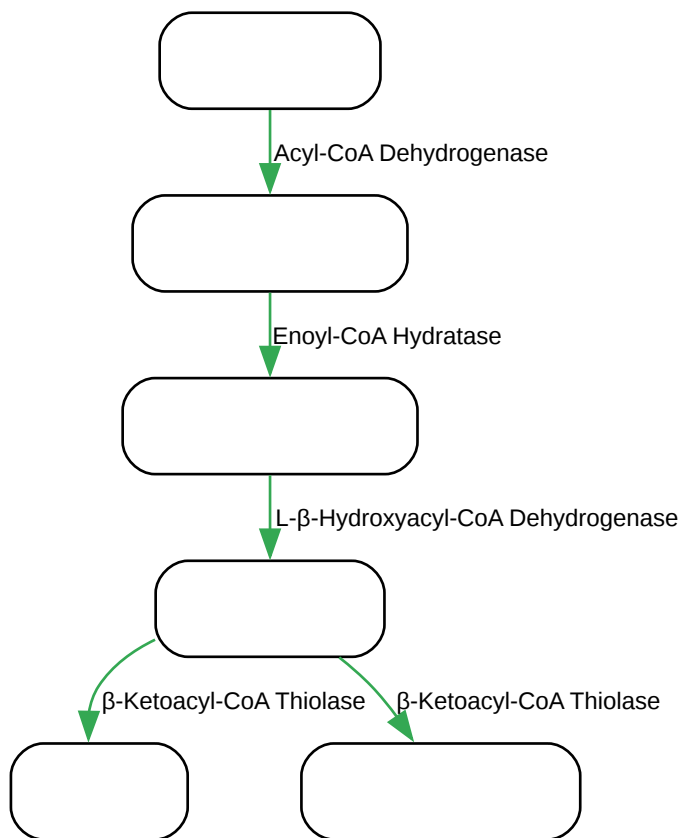 Acyl-CoA Dehydrogenase
Enoyl-CoA Hydratase
L-β-Hydroxyacyl-CoA Dehydrogenase
β-Ketoacyl-CoA Thiolase
β-Ketoacyl-CoA Thiolase